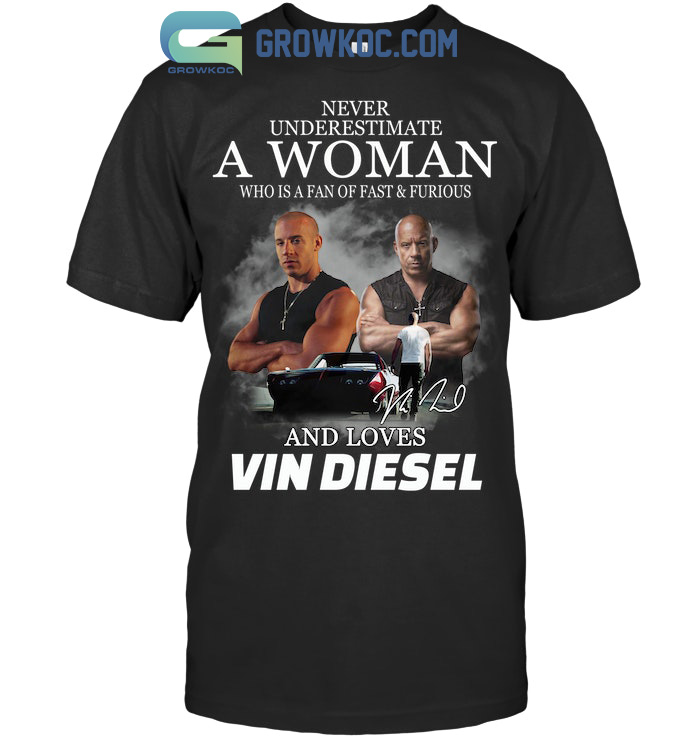 GROWKOC.COM
GROWKOC
NEVER
UNDERESTIMATE
A WOMAN
WHO IS A FAN OF FAST & FURIOUS
AND LOVES
VIN DIESEL